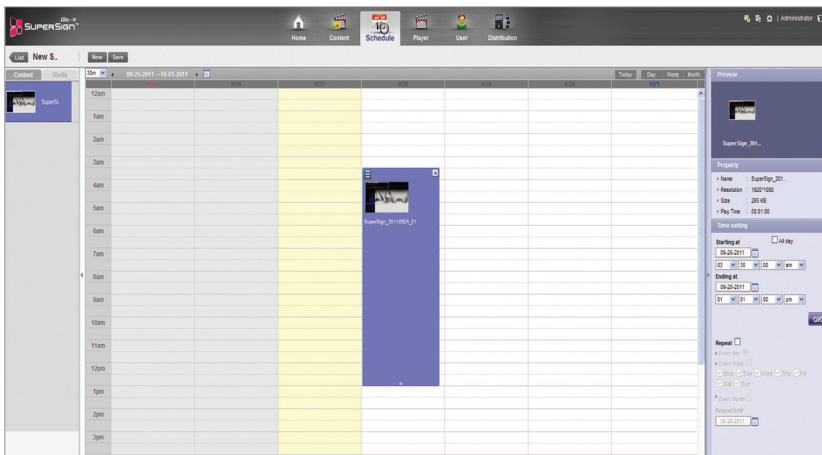 Elite-W
SUPERSIGN™
Home
Content
Schedule
Player
User
Distribution
| Administrator
List
New S..
New
Save
Content
Media
SuperSi..
30m
09-25-2011 ~10-01-2011
Today
Day
Week
Month
9/27
12am
1am
2am
3am
4am
5am
6am
7am
8am
9am
10am
11am
12pm
1pm
2pm
3pm
SuperSign_20110924_01
Preview
SuperSign_201...
Property
Name : SuperSign_201...
Resolution : 1920*1080
Size : 265 KB
Play Time : 00:01:00
Time setting
Starting at
All day
09-28-2011
03 30 00 am
Ending at
09-28-2011
01 01 00 pm
Repeat
Every day
Every Week
Mon Tue Wed Thu Fri
Sat Sun
Every Month
Repeat Until
09-28-2011